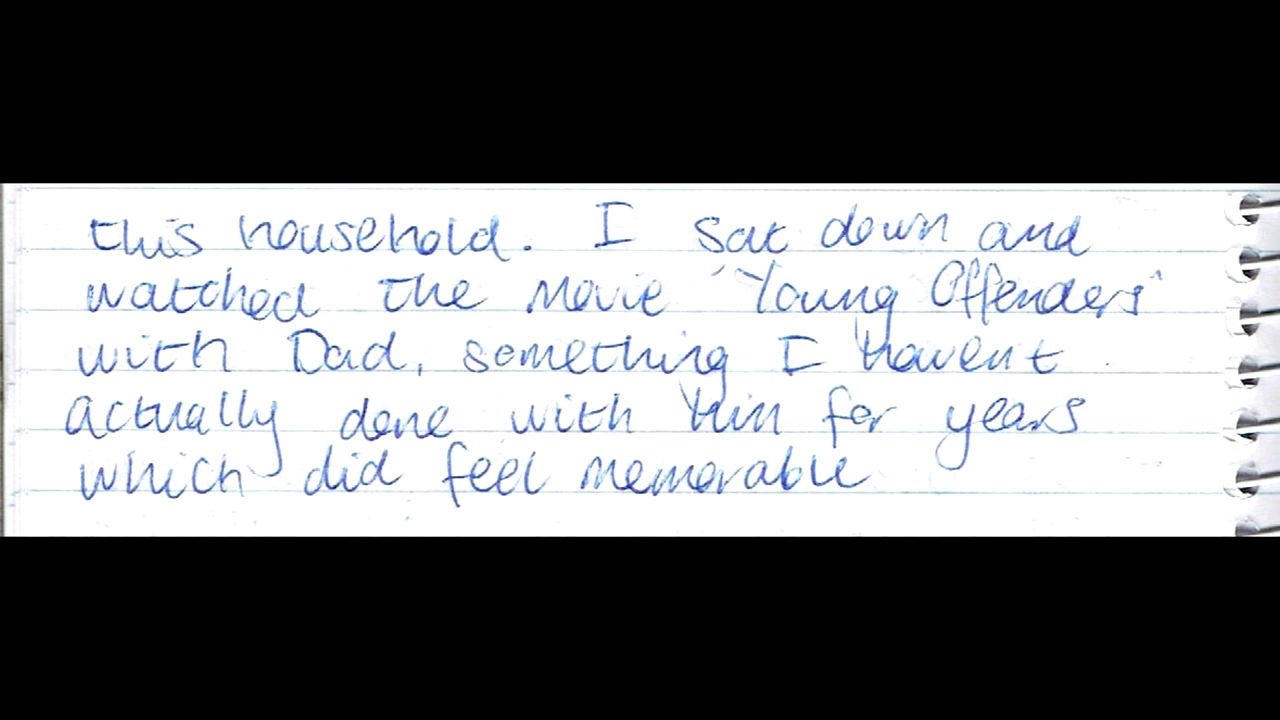 this household. I sat down and
watched the movie "Young Offenders"
with Dad, something I havent
actually done with him for years
which did feel memorable